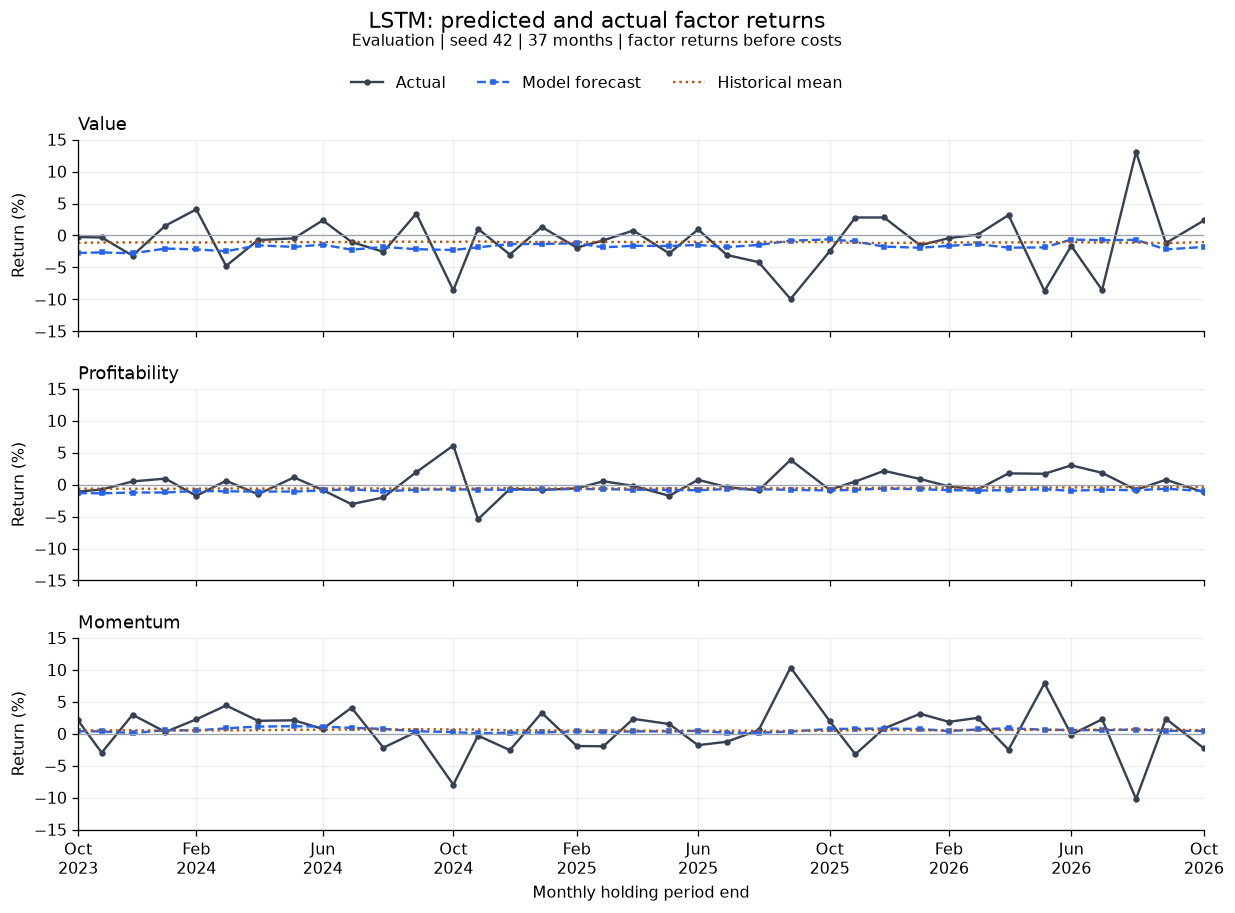 LSTM: predicted and actual factor returns
Evaluation | seed 42 | 37 months | factor returns before costs
Actual Model forecast Historical mean
Value
15
10
5
0
−5
−10
−15
Return (%)
Profitability
15
10
5
0
−5
−10
−15
Return (%)
Momentum
15
10
5
0
−5
−10
−15
Return (%)
Oct Feb Jun Oct Feb Jun Oct Feb Jun Oct
2023 2024 2024 2024 2025 2025 2025 2026 2026 2026
Monthly holding period end